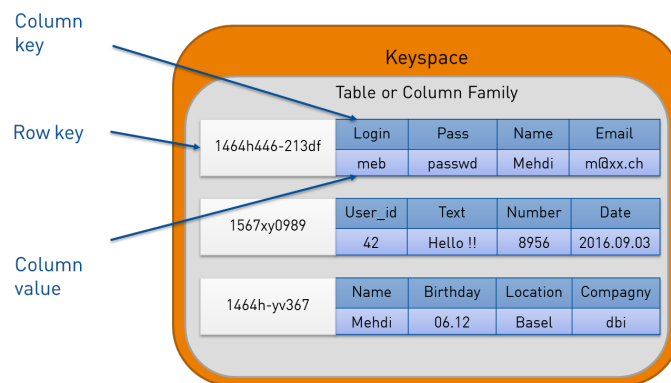 Column
key
Keyspace
Table or Column Family
Row key
1464h446-213df
Login Pass Name Email
meb passwd Mehdi m@xx.ch
1567xy0989
User_id Text Number Date
42 Hello !! 8956 2016.09.03
Column
value
1464h-yv367
Name Birthday Location Compagny
Mehdi 06.12 Basel dbi